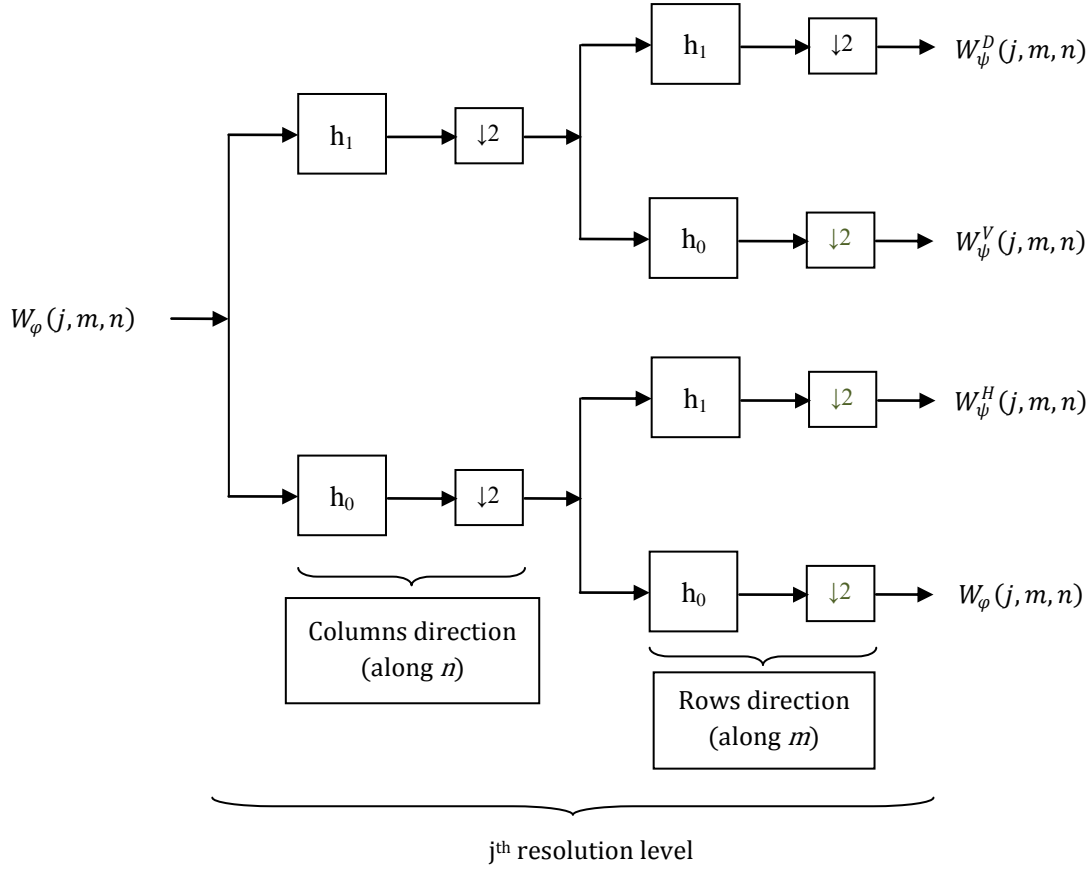 h₁
↓2
W_ψ^D(j, m, n)
h₁
↓2
h₀
↓2
W_ψ^V(j, m, n)
W_φ(j, m, n)
h₁
↓2
W_ψ^H(j, m, n)
h₀
↓2
h₀
↓2
W_φ(j, m, n)
Columns direction
(along n)
Rows direction
(along m)
jᵗʰ resolution level